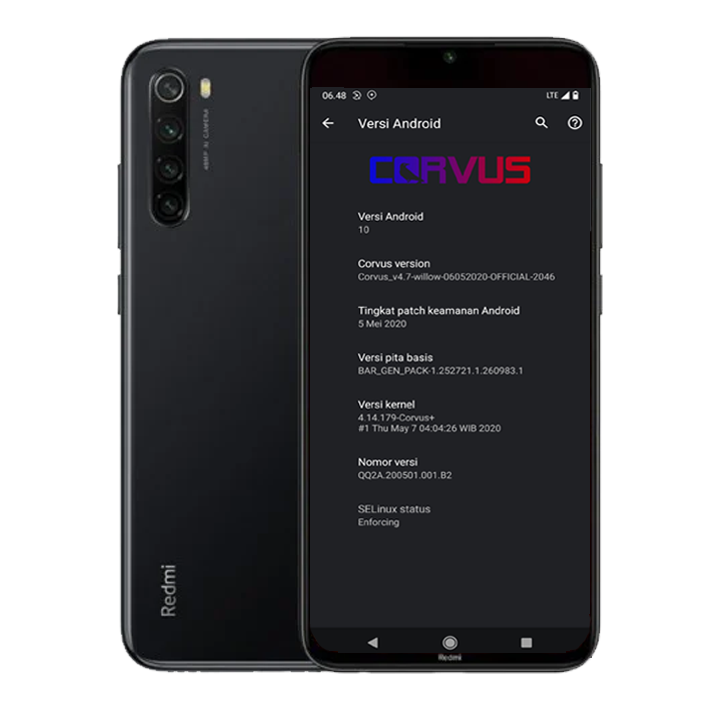 48MP AI CAMERA
Redmi
06.48
LTE
Versi Android
CORVUS
Versi Android
10
Corvus version
Corvus_v4.7-willow-06052020-OFFICIAL-2046
Tingkat patch keamanan Android
5 Mei 2020
Versi pita basis
BAR_GEN_PACK-1.252721.1.260983.1
Versi kernel
4.14.179-Corvus+
#1 Thu May 7 04:04:26 WIB 2020
Nomor versi
QQ2A.200501.001.B2
SELinux status
Enforcing
Redmi